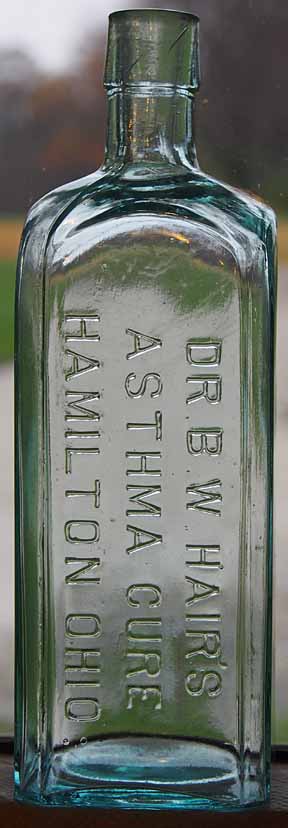 DR. B. W. HAIR'S
ASTHMA CURE
HAMILTON OHIO.